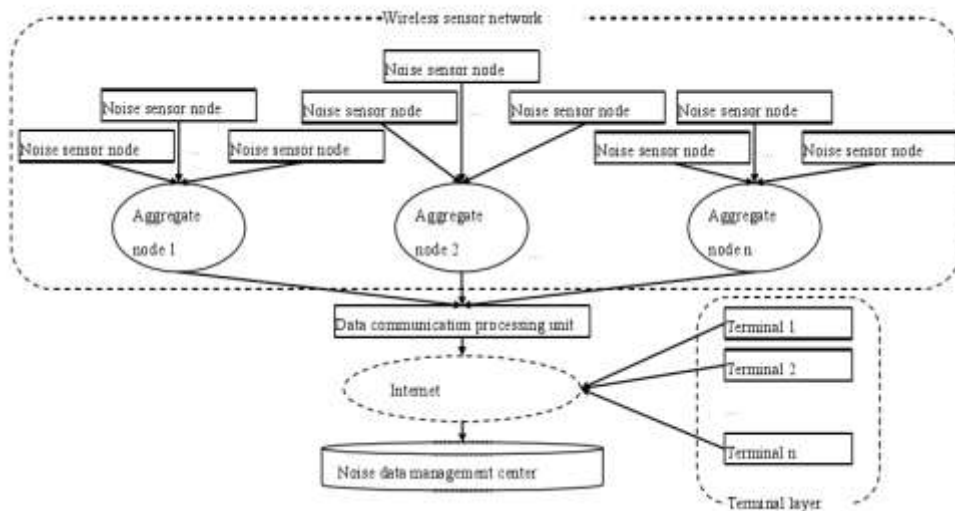 Wireless sensor network
Noise sensor node
Noise sensor node
Noise sensor node
Noise sensor node
Noise sensor node
Noise sensor node
Noise sensor node
Noise sensor node
Noise sensor node
...
...
...
Aggregate
node 1
Aggregate
node 2
...
Aggregate
node n
Data communication processing unit
Internet
Noise data management center
Terminal 1
Terminal 2
...
Terminal n
Terminal layer